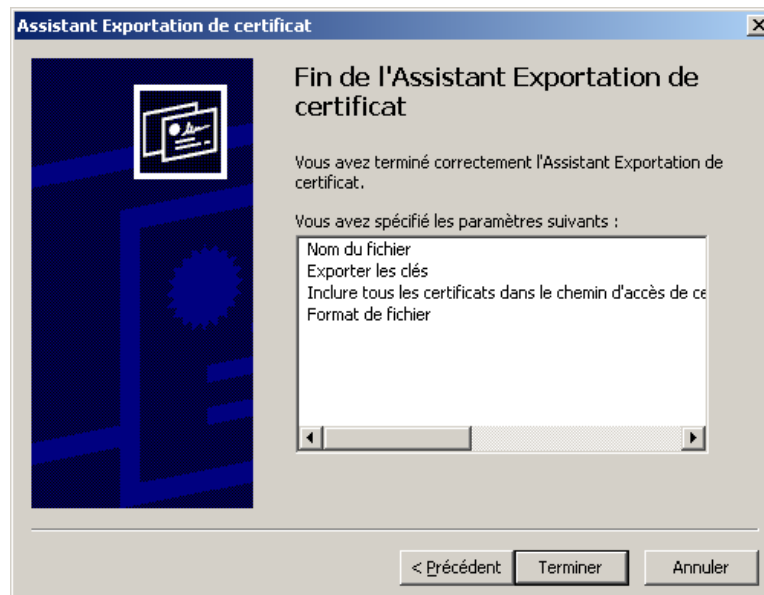 Assistant Exportation de certificat
Fin de l'Assistant Exportation de
certificat
Vous avez terminé correctement l'Assistant Exportation de
certificat.
Vous avez spécifié les paramètres suivants :
Nom du fichier
Exporter les clés
Inclure tous les certificats dans le chemin d'accès de ce
Format de fichier
< Précédent
Terminer
Annuler